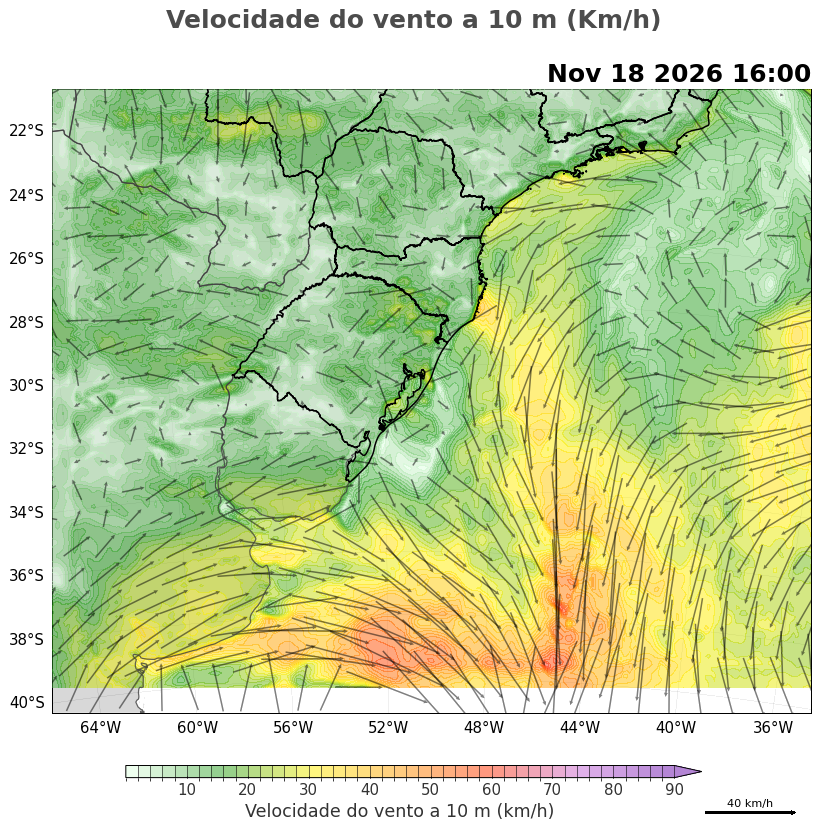 Velocidade do vento a 10 m (Km/h)
Nov 18 2026 16:00
22°S
24°S
26°S
28°S
30°S
32°S
34°S
36°S
38°S
40°S
64°W 60°W 56°W 52°W 48°W 44°W 40°W 36°W
10 20 30 40 50 60 70 80 90
Velocidade do vento a 10 m (km/h)
40 km/h